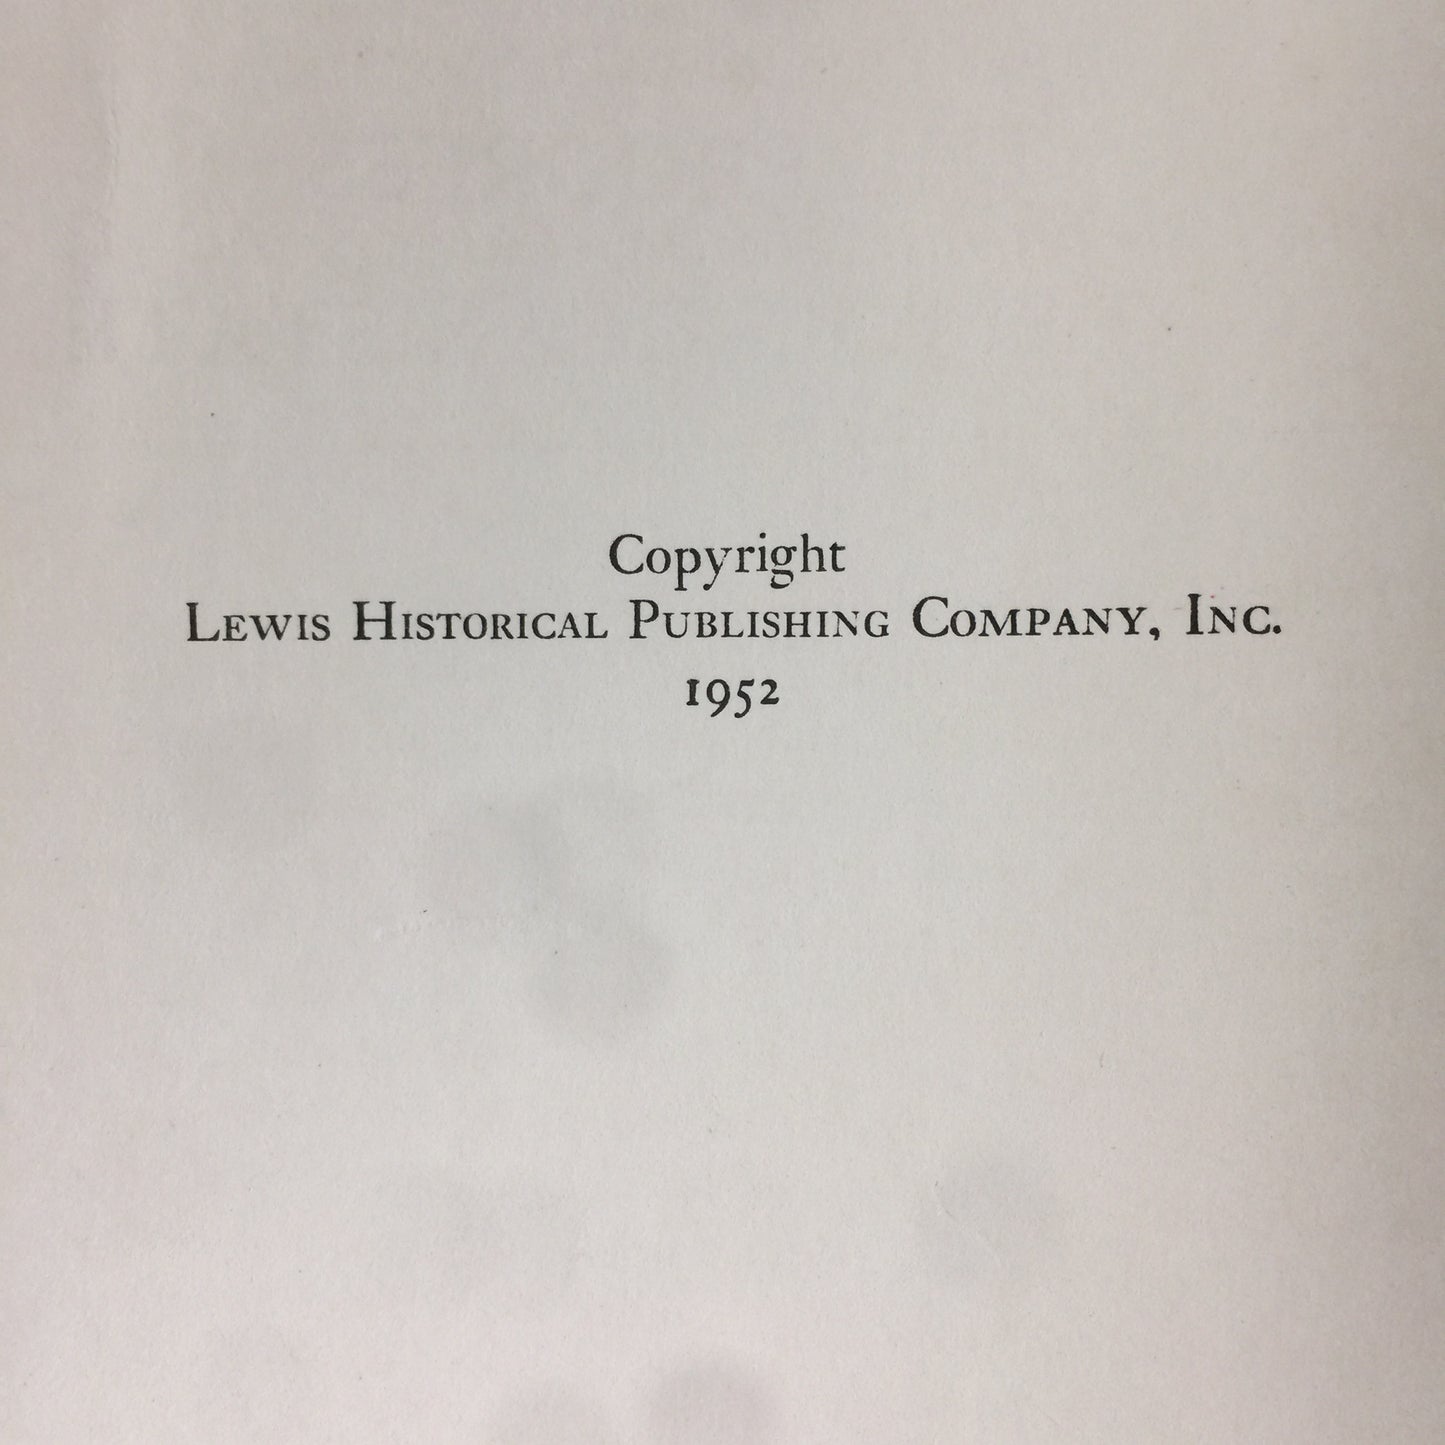 Copyright
Lewis Historical Publishing Company, Inc.
1952